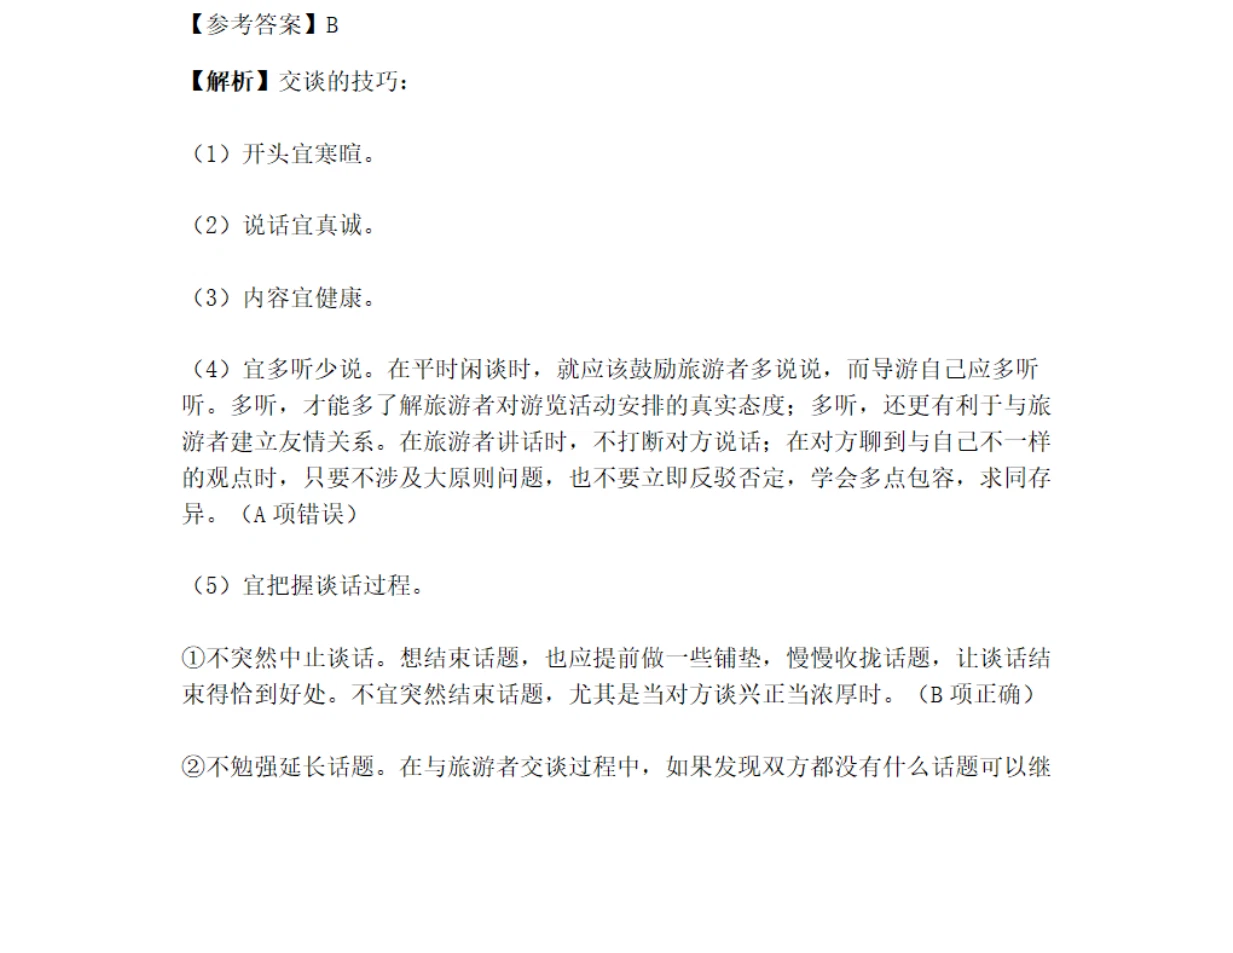 【参考答案】B
【解析】交谈的技巧：
（1）开头宜寒暄。
（2）说话宜真诚。
（3）内容宜健康。
（4）宜多听少说。在平时闲谈时，就应该鼓励旅游者多说说，而导游自己应多听
听。多听，才能多了解旅游者对游览活动安排的真实态度；多听，还更有利于与旅
游者建立友情关系。在旅游者讲话时，不打断对方说话；在对方聊到与自己不一样
的观点时，只要不涉及大原则问题，也不要立即反驳否定，学会多点包容，求同存
异。（A 项错误）
（5）宜把握谈话过程。
①不突然中止谈话。想结束话题，也应提前做一些铺垫，慢慢收拢话题，让谈话结
束得恰到好处。不宜突然结束话题，尤其是当对方谈兴正当浓厚时。（B 项正确）
②不勉强延长话题。在与旅游者交谈过程中，如果发现双方都没有什么话题可以继